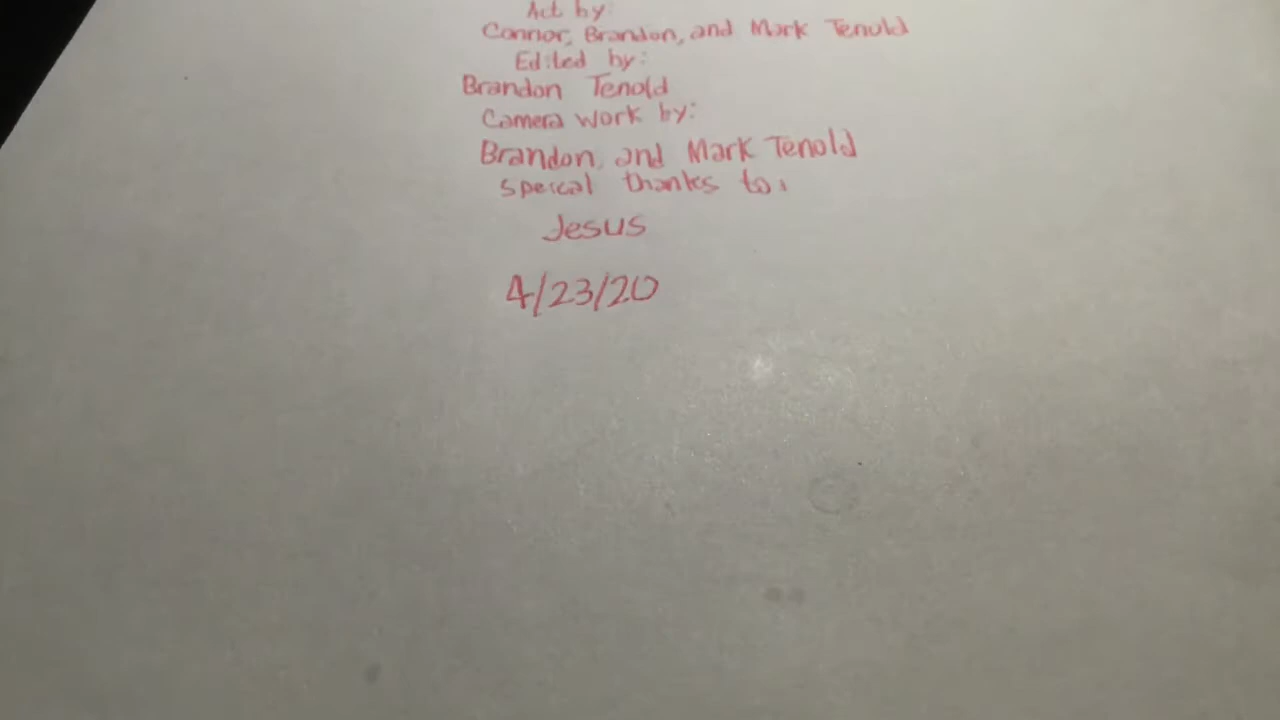 Act by:
Connor, Brandon, and Mark Tenold
Edited by:
Brandon Tenold
Camera work by:
Brandon, and Mark Tenold
speical thanks to:
Jesus
4/23/20